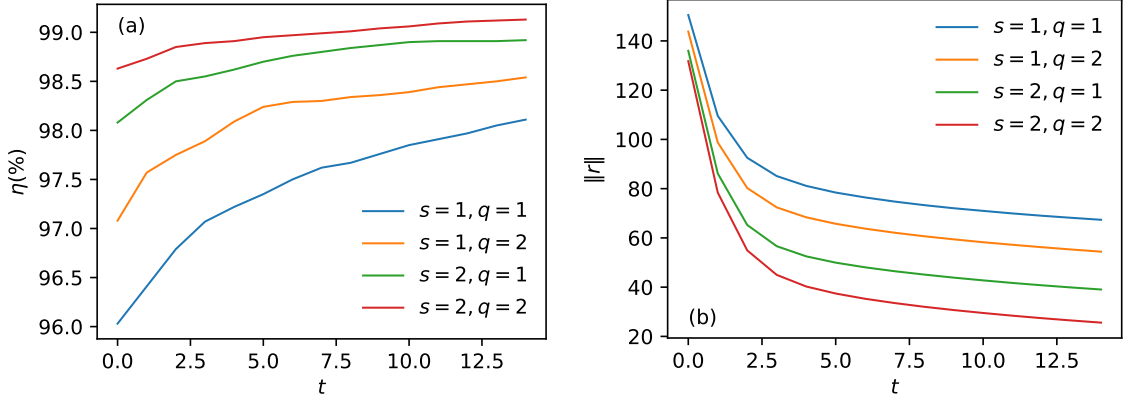 (a)
99.0
98.5
98.0
97.5
97.0
96.5
96.0
η(%)
s = 1, q = 1
s = 1, q = 2
s = 2, q = 1
s = 2, q = 2
0.0 2.5 5.0 7.5 10.0 12.5
t
140
120
100
80
60
40
20
‖r‖
s = 1, q = 1
s = 1, q = 2
s = 2, q = 1
s = 2, q = 2
(b)
0.0 2.5 5.0 7.5 10.0 12.5
t